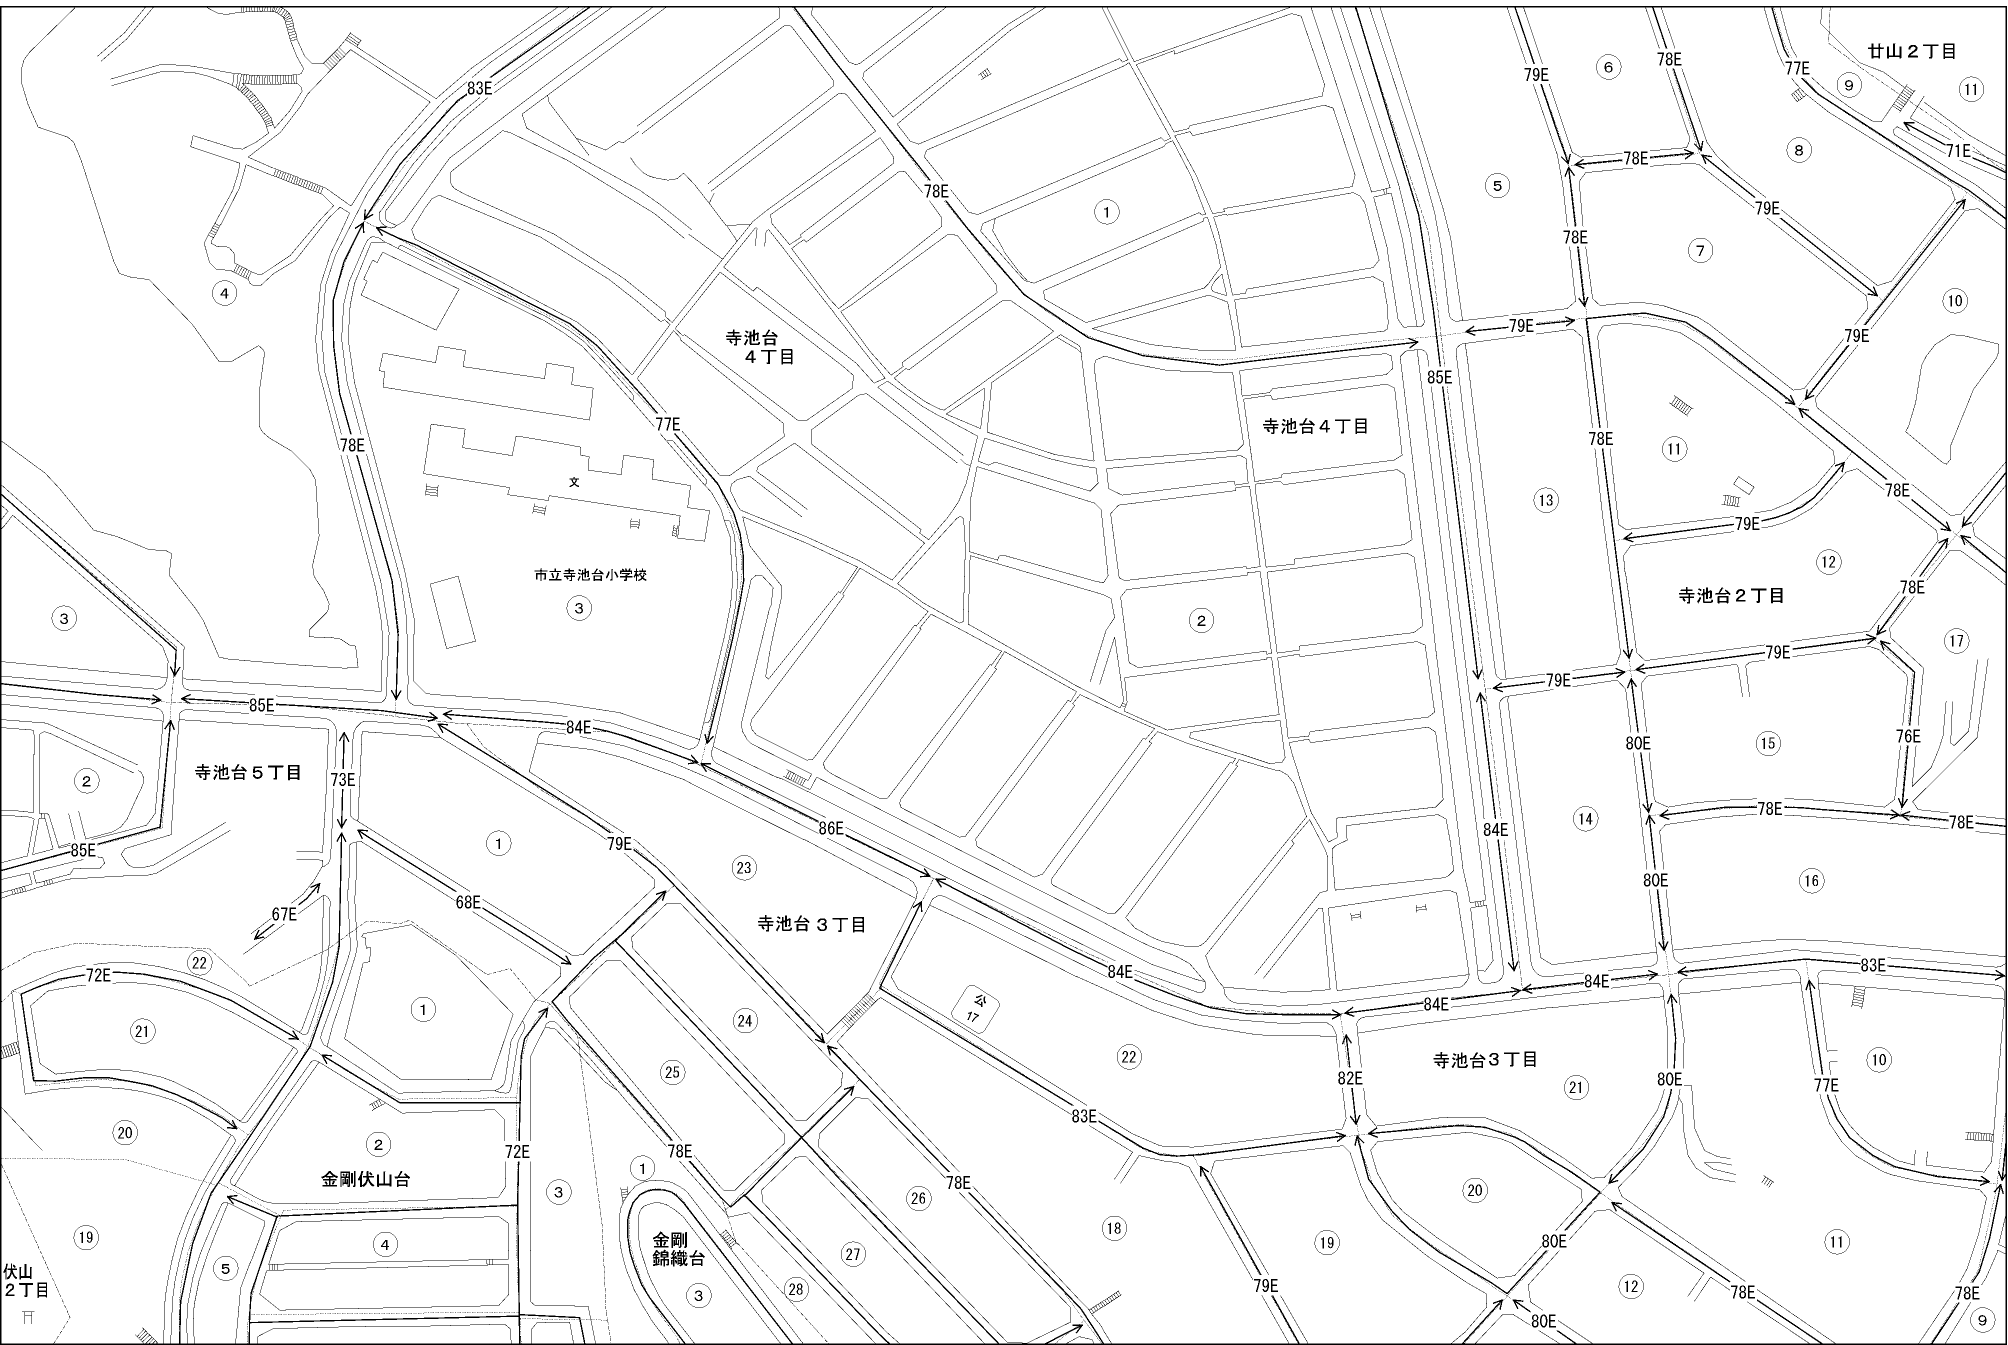 79E
6
78E
77E
廿山２丁目
9
11
83E
8
71E
78E
5
78E
1
79E
78E
7
4
10
寺池台
４丁目
79E
79E
85E
77E
寺池台４丁目
78E
78E
11
文
78E
13
79E
市立寺池台小学校
12
78E
寺池台２丁目
3
3
2
17
79E
79E
85E
84E
76E
80E
15
寺池台５丁目
73E
2
14
78E
78E
86E
84E
85E
79E
1
23
80E
16
68E
67E
寺池台３丁目
22
72E
84E
83E
84E
84E
公
17
1
24
21
22
寺池台３丁目
10
25
82E
80E
77E
21
83E
20
2
72E
78E
1
金剛伏山台
3
78E
26
20
18
19
4
金剛
錦織台
27
19
80E
11
5
伏山
２丁目
3
28
79E
12
78E
78E
80E
9